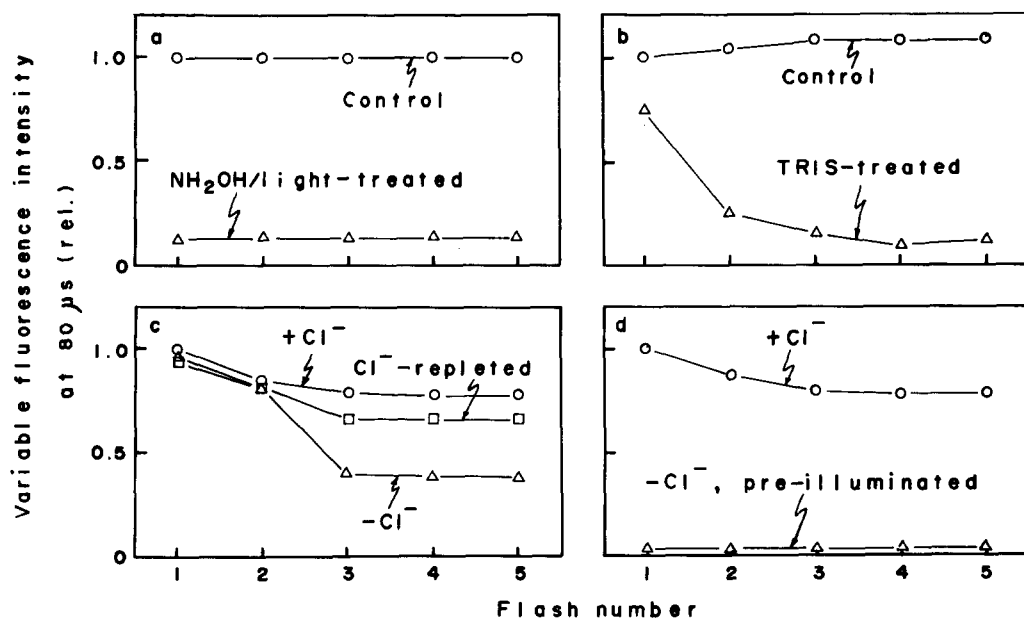 Variable fluorescence intensity
at 80 μs (rel.)
a
1.0
0.5
0
Control
NH₂OH/light-treated
b
Control
TRIS-treated
c
1.0
0.5
0
+Cl⁻
Cl⁻-repleted
-Cl⁻
1 2 3 4 5
d
+Cl⁻
-Cl⁻, pre-illuminated
1 2 3 4 5
Flash number